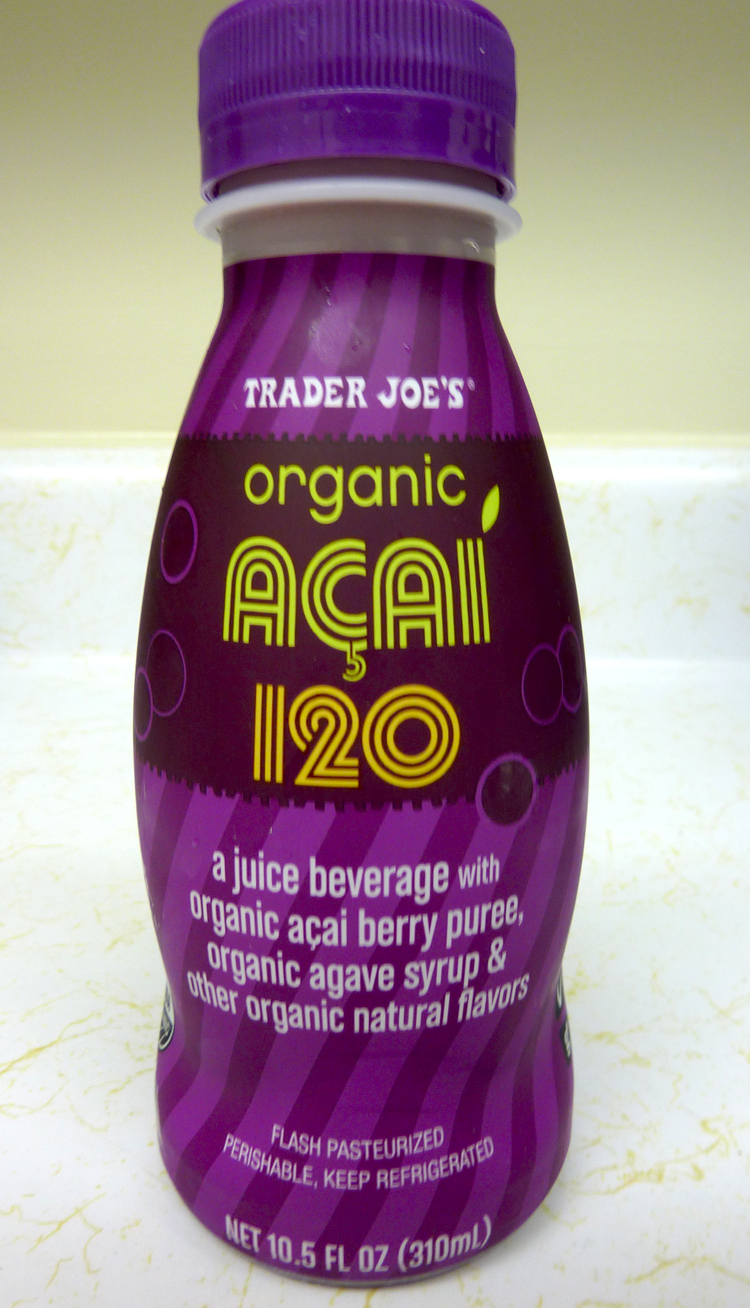 TRADER JOE'S®
organic
AÇAÍ
120
a juice beverage with
organic açai berry puree,
organic agave syrup &
other organic natural flavors
FLASH PASTEURIZED
PERISHABLE, KEEP REFRIGERATED
NET 10.5 FL OZ (310mL)